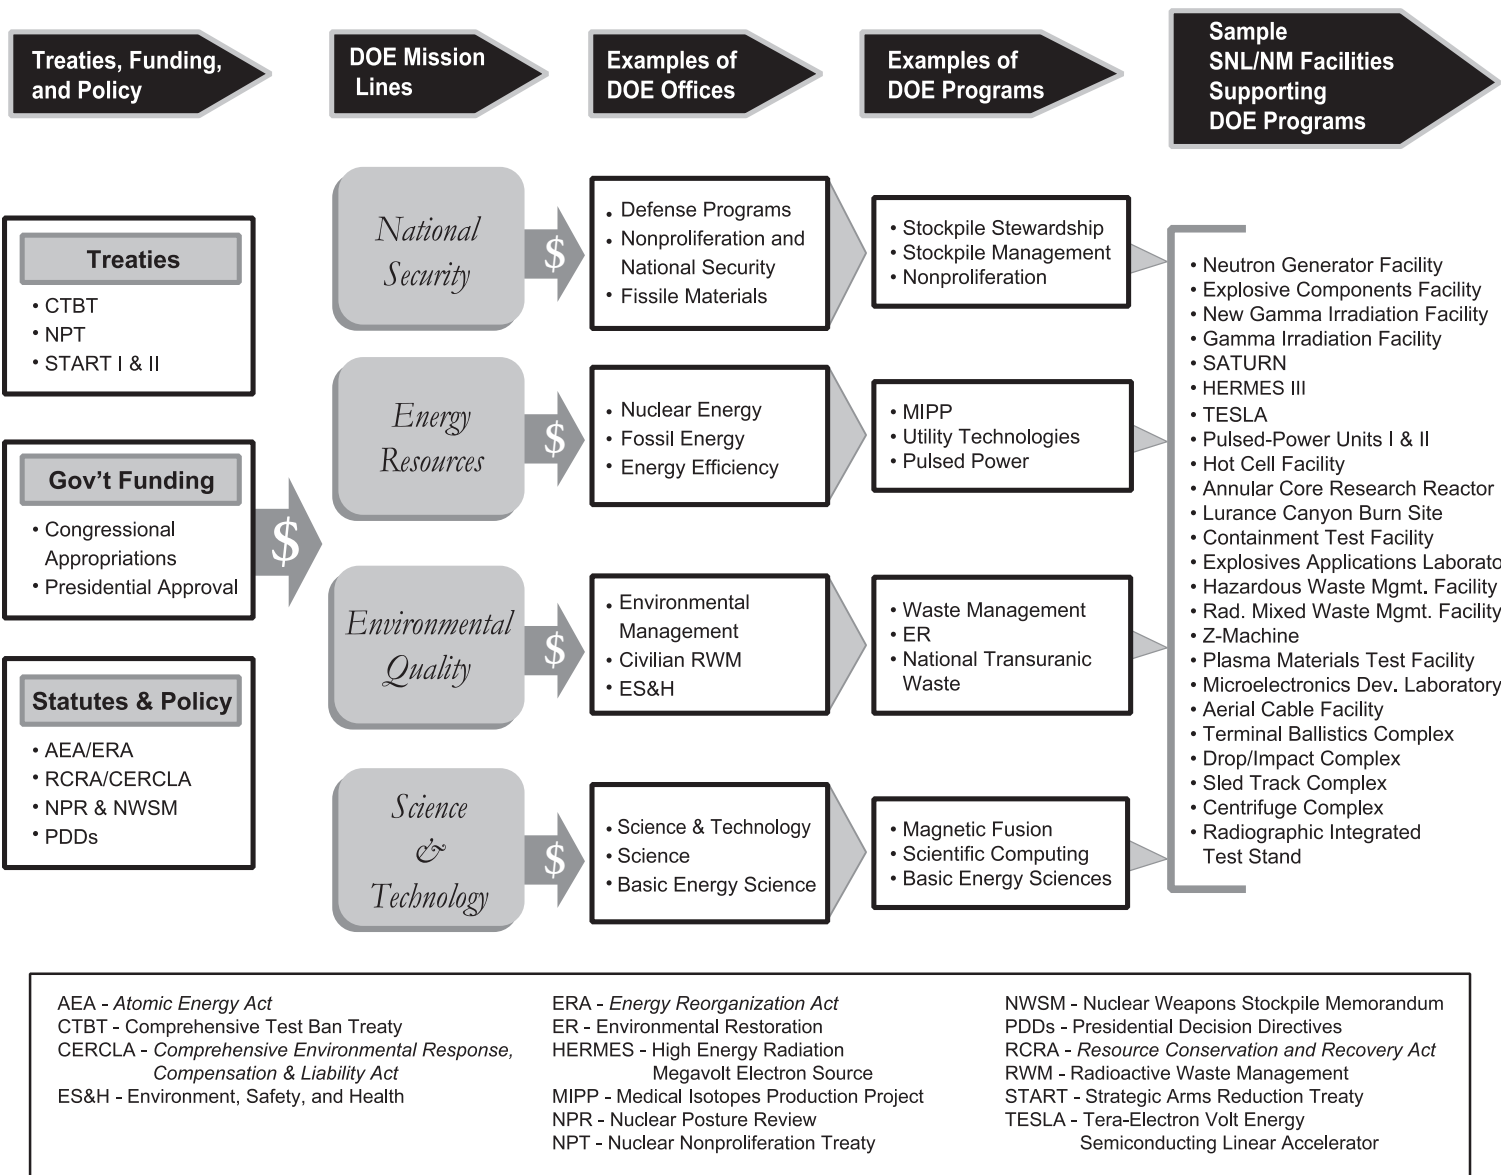 Treaties, Funding,
and Policy
DOE Mission
Lines
Examples of
DOE Offices
Examples of
DOE Programs
Sample
SNL/NM Facilities
Supporting
DOE Programs
Treaties
• CTBT
• NPT
• START I & II
Gov't Funding
• Congressional
Appropriations
• Presidential Approval
$
Statutes & Policy
• AEA/ERA
• RCRA/CERCLA
• NPR & NWSM
• PDDs
National
Security
$
• Defense Programs
• Nonproliferation and
National Security
• Fissile Materials
• Stockpile Stewardship
• Stockpile Management
• Nonproliferation
Energy
Resources
$
• Nuclear Energy
• Fossil Energy
• Energy Efficiency
• MIPP
• Utility Technologies
• Pulsed Power
Environmental
Quality
$
• Environmental
Management
• Civilian RWM
• ES&H
• Waste Management
• ER
• National Transuranic
Waste
Science
&
Technology
$
• Science & Technology
• Science
• Basic Energy Science
• Magnetic Fusion
• Scientific Computing
• Basic Energy Sciences
• Neutron Generator Facility
• Explosive Components Facility
• New Gamma Irradiation Facility
• Gamma Irradiation Facility
• SATURN
• HERMES III
• TESLA
• Pulsed-Power Units I & II
• Hot Cell Facility
• Annular Core Research Reactor
• Lurance Canyon Burn Site
• Containment Test Facility
• Explosives Applications Laborato
• Hazardous Waste Mgmt. Facility
• Rad. Mixed Waste Mgmt. Facility
• Z-Machine
• Plasma Materials Test Facility
• Microelectronics Dev. Laboratory
• Aerial Cable Facility
• Terminal Ballistics Complex
• Drop/Impact Complex
• Sled Track Complex
• Centrifuge Complex
• Radiographic Integrated
Test Stand
AEA - Atomic Energy Act
CTBT - Comprehensive Test Ban Treaty
CERCLA - Comprehensive Environmental Response,
Compensation & Liability Act
ES&H - Environment, Safety, and Health
ERA - Energy Reorganization Act
ER - Environmental Restoration
HERMES - High Energy Radiation
Megavolt Electron Source
MIPP - Medical Isotopes Production Project
NPR - Nuclear Posture Review
NPT - Nuclear Nonproliferation Treaty
NWSM - Nuclear Weapons Stockpile Memorandum
PDDs - Presidential Decision Directives
RCRA - Resource Conservation and Recovery Act
RWM - Radioactive Waste Management
START - Strategic Arms Reduction Treaty
TESLA - Tera-Electron Volt Energy
Semiconducting Linear Accelerator